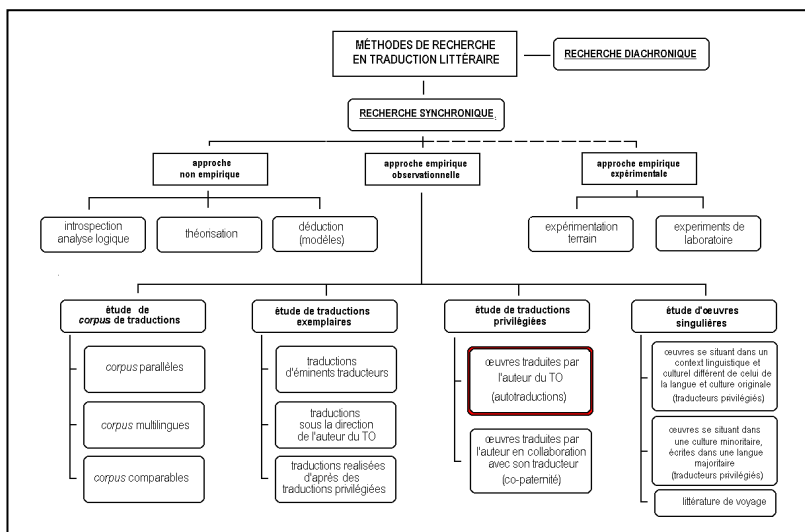 MÉTHODES DE RECHERCHE
EN TRADUCTION LITTÉRAIRE
RECHERCHE DIACHRONIQUE
RECHERCHE SYNCHRONIQUE
approche
non empirique
approche empirique
observationnelle
approche empirique
expérimentale
introspection
analyse logique
théorisation
déduction
(modèles)
expérimentation
terrain
experiments de
laboratoire
étude de
corpus de traductions
étude de traductions
exemplaires
étude de traductions
privilégiées
étude d'œuvres
singulières
corpus parallèles
corpus multilingues
corpus comparables
traductions
d'éminents traducteurs
traductions
sous la direction
de l'auteur du TO
traductions realisées
d'après des
traductions privilégiées
œuvres traduites par
l'auteur du TO
(autotraductions)
œuvres traduites par
l'auteur en collaboration
avec son traducteur
(co-paternité)
œuvres se situant dans un
context linguistique et
culturel différent de celui de
la langue et culture originale
(traducteurs privilégiés)
œuvres se situant dans
une culture minoritaire,
écrites dans une langue
majoritaire
(traducteurs privilégiés)
littérature de voyage